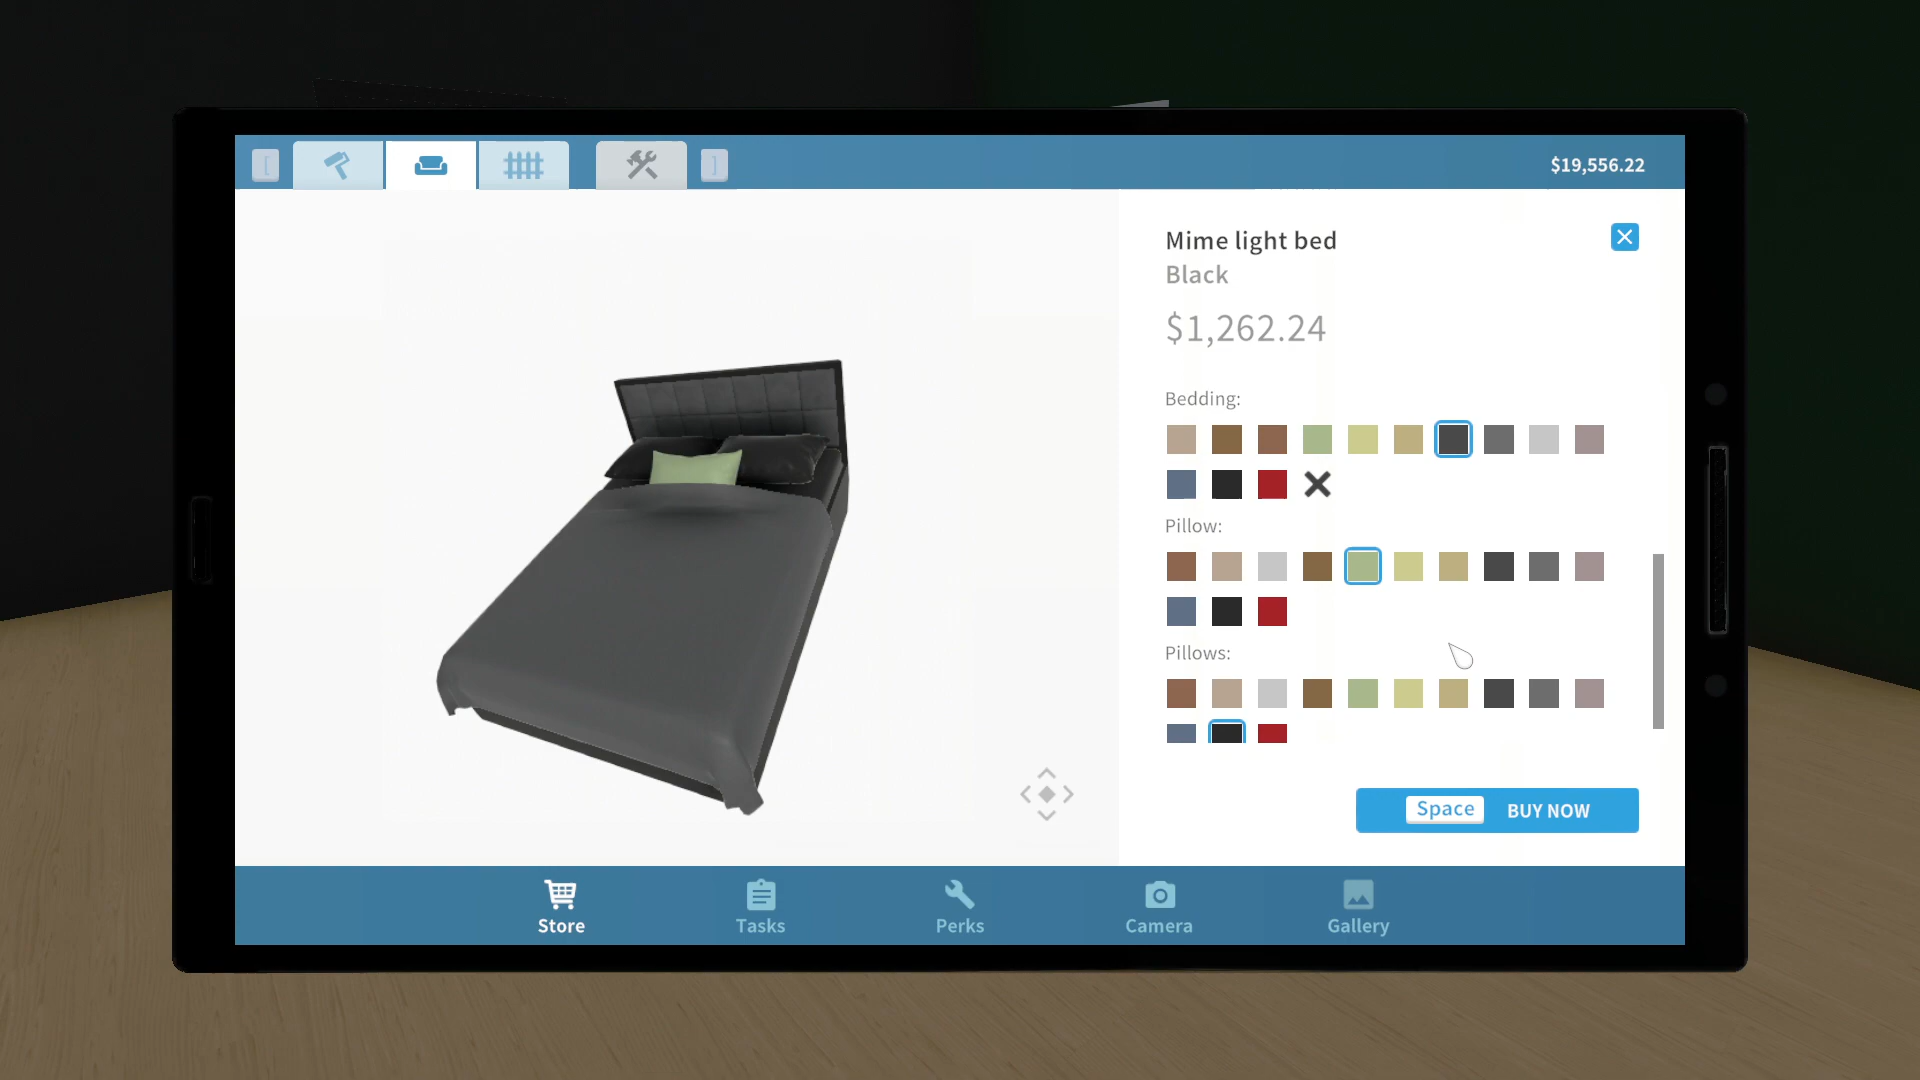 [
]
$19,556.22
Mime light bed
Black
$1,262.24
Bedding:
Pillow:
Pillows:
Space BUY NOW
Store
Tasks
Perks
Camera
Gallery